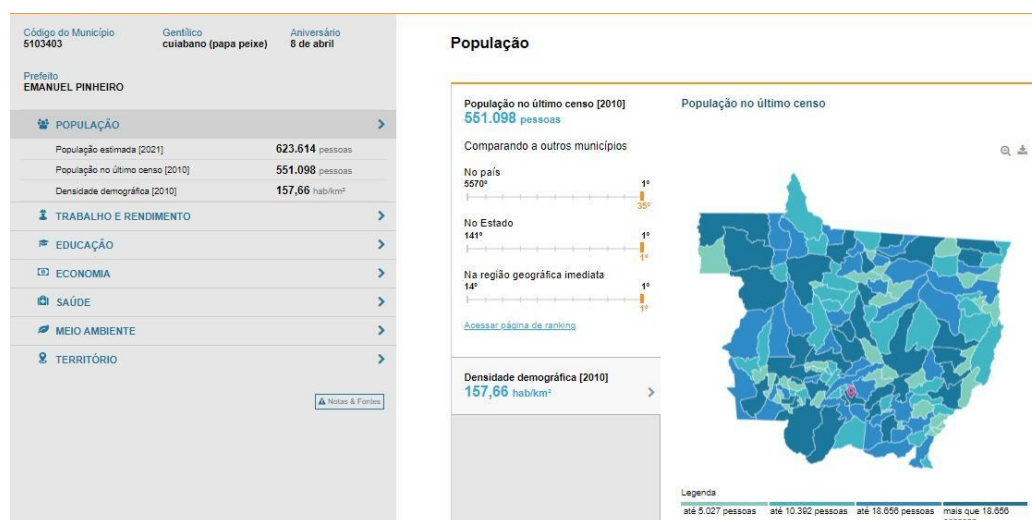 Código do Município Gentílico Aniversário
5103403 cuiabano (papa peixe) 8 de abril
Prefeito
EMANUEL PINHEIRO
POPULAÇÃO
População estimada [2021] 623.614 pessoas
População no último censo [2010] 551.098 pessoas
Densidade demográfica [2010] 157,66 hab/km²
TRABALHO E RENDIMENTO
EDUCAÇÃO
ECONOMIA
SAÚDE
MEIO AMBIENTE
TERRITÓRIO
Notas & Fontes
População
População no último censo [2010]
551.098 pessoas
Comparando a outros municípios
No país
5570º 1º
35º
No Estado
141º 1º
1º
Na região geográfica imediata
14º 1º
1º
Acessar página de ranking
Densidade demográfica [2010]
157,66 hab/km²
População no último censo
Legenda
até 5.027 pessoas até 10.392 pessoas até 18.656 pessoas mais que 18.656
pessoas